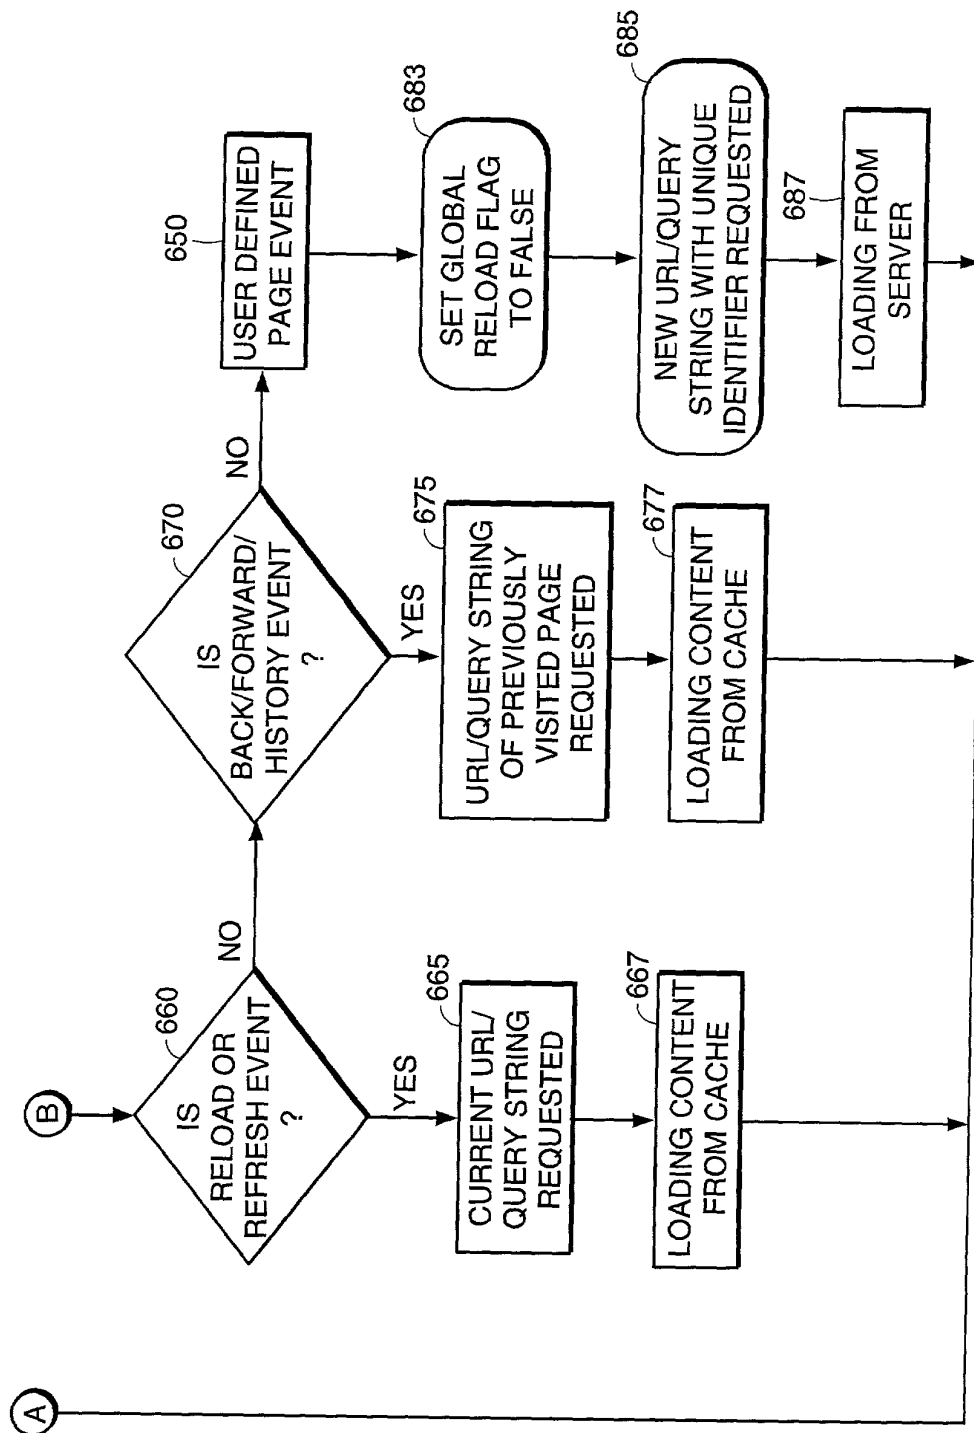 A
B
660
IS
RELOAD OR
REFRESH EVENT
?
NO
YES
665
CURRENT URL/
QUERY STRING
REQUESTED
667
LOADING CONTENT
FROM CACHE
670
IS
BACK/FORWARD/
HISTORY EVENT
?
NO
YES
675
URL/QUERY STRING
OF PREVIOUSLY
VISITED PAGE
REQUESTED
677
LOADING CONTENT
FROM CACHE
650
USER DEFINED
PAGE EVENT
683
SET GLOBAL
RELOAD FLAG
TO FALSE
685
NEW URL/QUERY
STRING WITH UNIQUE
IDENTIFIER REQUESTED
687
LOADING FROM
SERVER